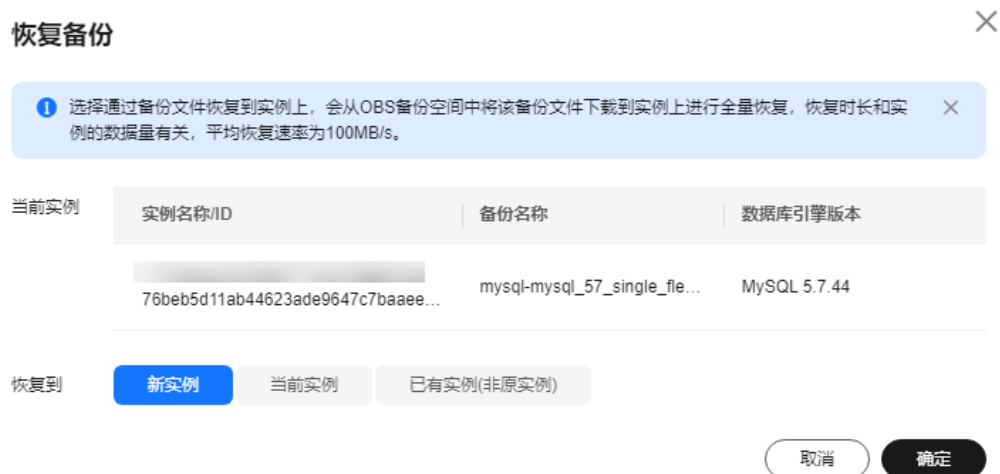 恢复备份
选择通过备份文件恢复到实例上，会从OBS备份空间中将该备份文件下载到实例上进行全量恢复，恢复时长和实
例的数据量有关，平均恢复速率为100MB/s。
当前实例
实例名称/ID
备份名称
数据库引擎版本
76beb5d11ab44623ade9647c7baaee...
mysql-mysql_57_single_fle...
MySQL 5.7.44
恢复到
新实例
当前实例
已有实例(非原实例)
取消
确定